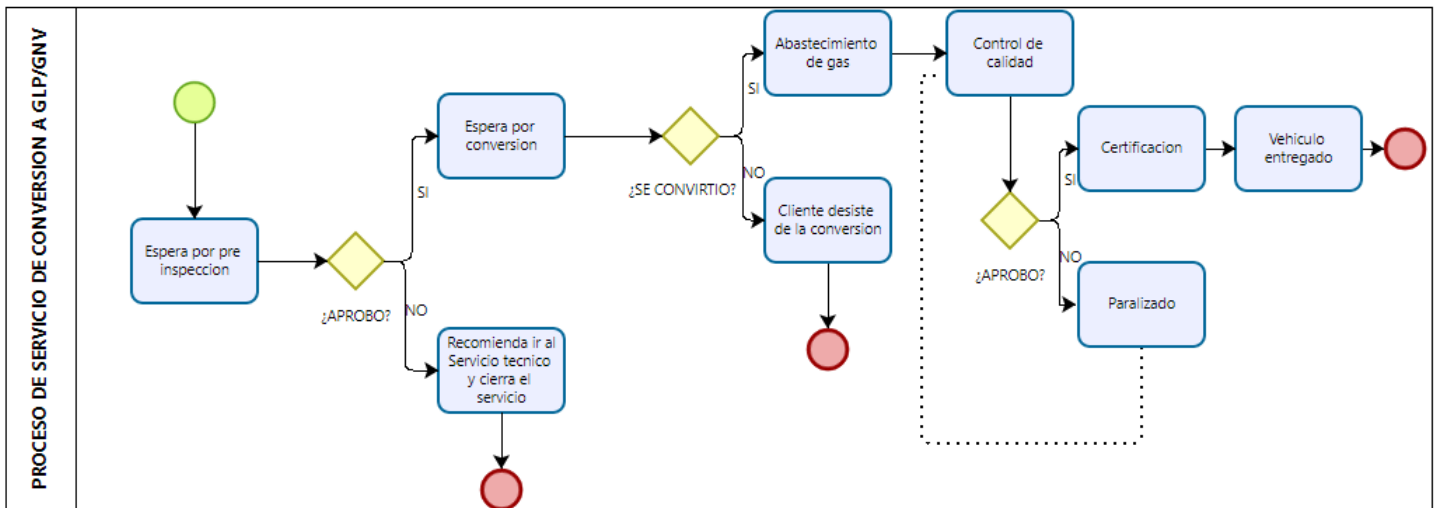 PROCESO DE SERVICIO DE CONVERSION A GLP/GNV
Espera por pre
inspeccion
¿APROBO?
SI
NO
Espera por
conversion
Recomienda ir al
Servicio tecnico
y cierra el
servicio
¿SE CONVIRTIO?
SI
NO
Abastecimiento
de gas
Cliente desiste
de la conversion
Control de
calidad
¿APROBO?
SI
NO
Certificacion
Paralizado
Vehiculo
entregado